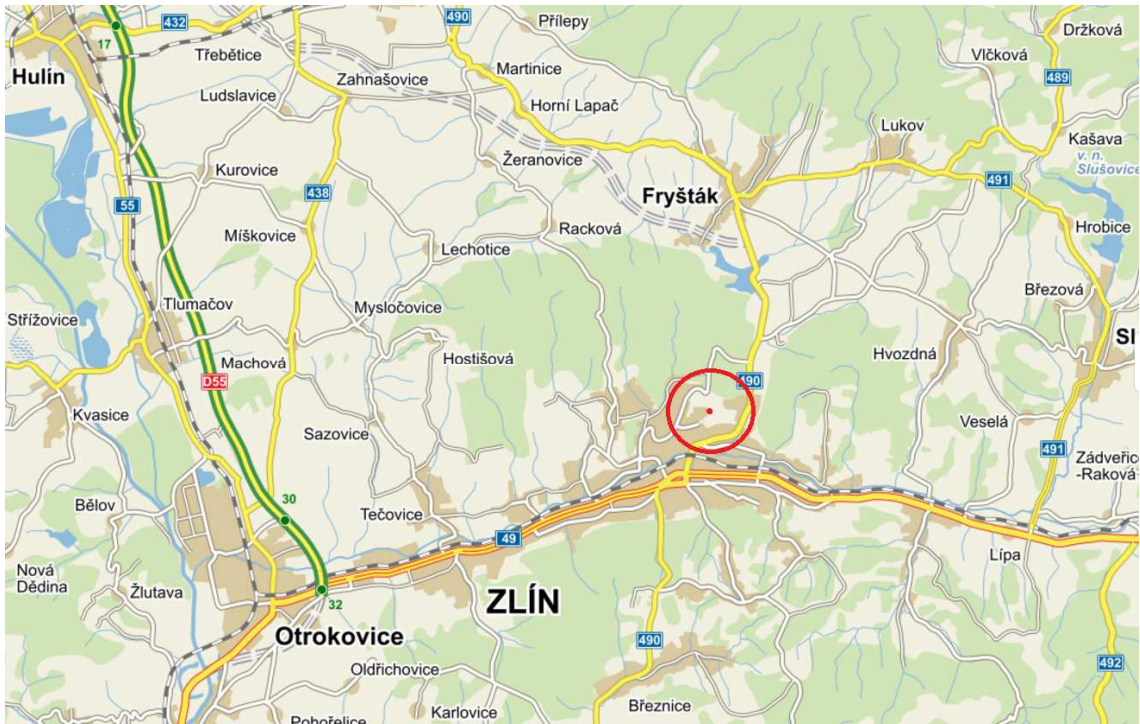 432
490
Přílepy
Držková
17
Třebětice
Vlčková
Hulín
Zahnašovice
Martinice
489
Ludslavice
Horní Lapač
Lukov
Kašava
Žeranovice
v. n.
Slušovice
Kurovice
491
438
Fryšták
55
Racková
Hrobice
Míškovice
Lechotice
Březová
Tlumačov
Mysločovice
Střížovice
Sl
Hvozdná
Hostišová
Machová
D55
490
Kvasice
Veselá
Sazovice
491
Zádveřice
-Raková
Bělov
30
Tečovice
49
Lípa
Nová
Dědina
Žlutava
32
ZLÍN
Otrokovice
490
Oldřichovice
492
Březnice
Karlovice
Pohořelice